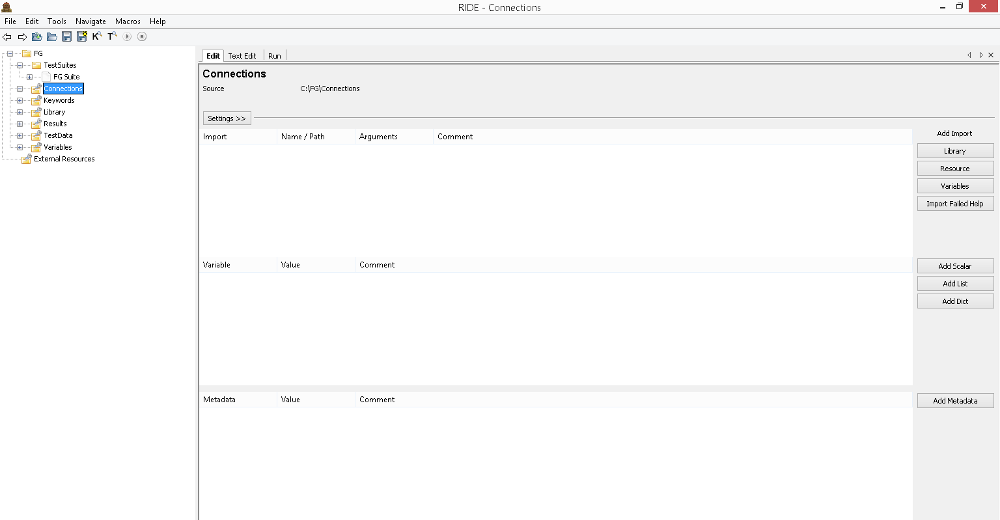 RIDE - Connections
File Edit Tools Navigate Macros Help
K T
FG
TestSuites
FG Suite
Connections
Keywords
Library
Results
TestData
Variables
External Resources
Edit Text Edit Run
Connections
Source C:\FG\Connections
Settings >>
Import Name / Path Arguments Comment
Add Import
Library
Resource
Variables
Import Failed Help
Variable Value Comment
Add Scalar
Add List
Add Dict
Metadata Value Comment
Add Metadata